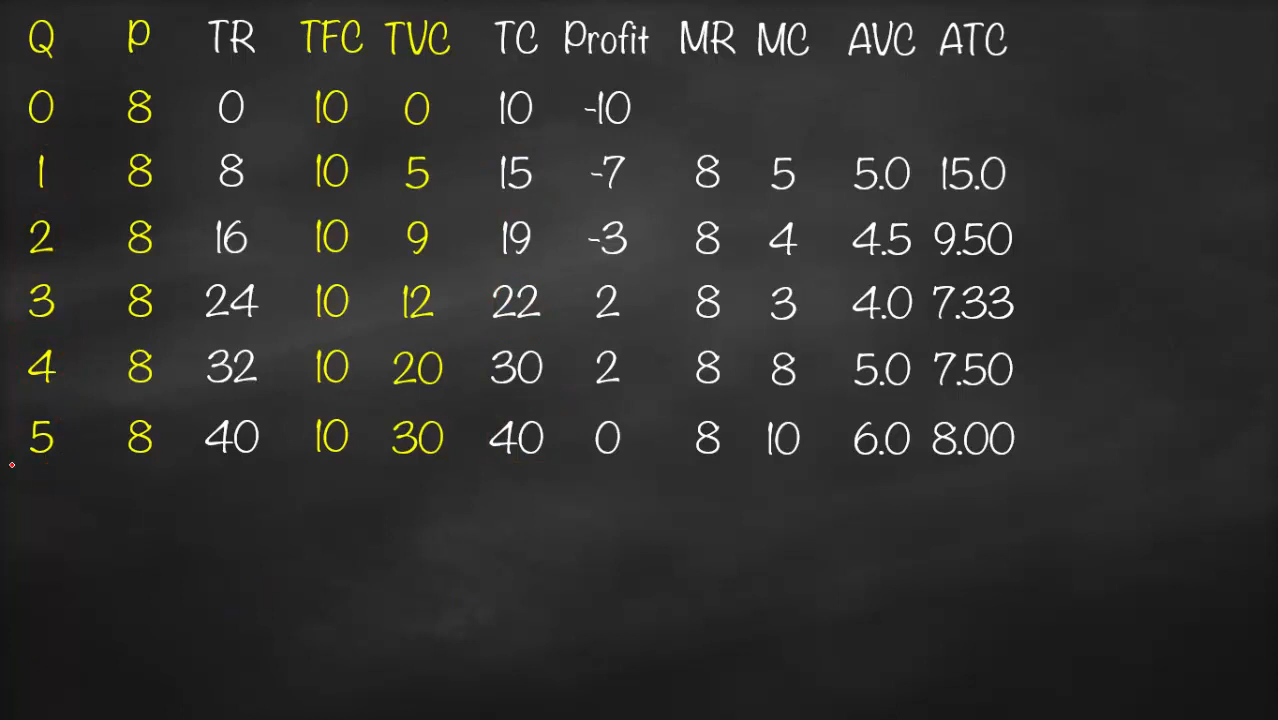 Q P TR TFC TVC TC Profit MR MC AVC ATC
0 8 0 10 0 10 -10
1 8 8 10 5 15 -7 8 5 5.0 15.0
2 8 16 10 9 19 -3 8 4 4.5 9.50
3 8 24 10 12 22 2 8 3 4.0 7.33
4 8 32 10 20 30 2 8 8 5.0 7.50
5 8 40 10 30 40 0 8 10 6.0 8.00